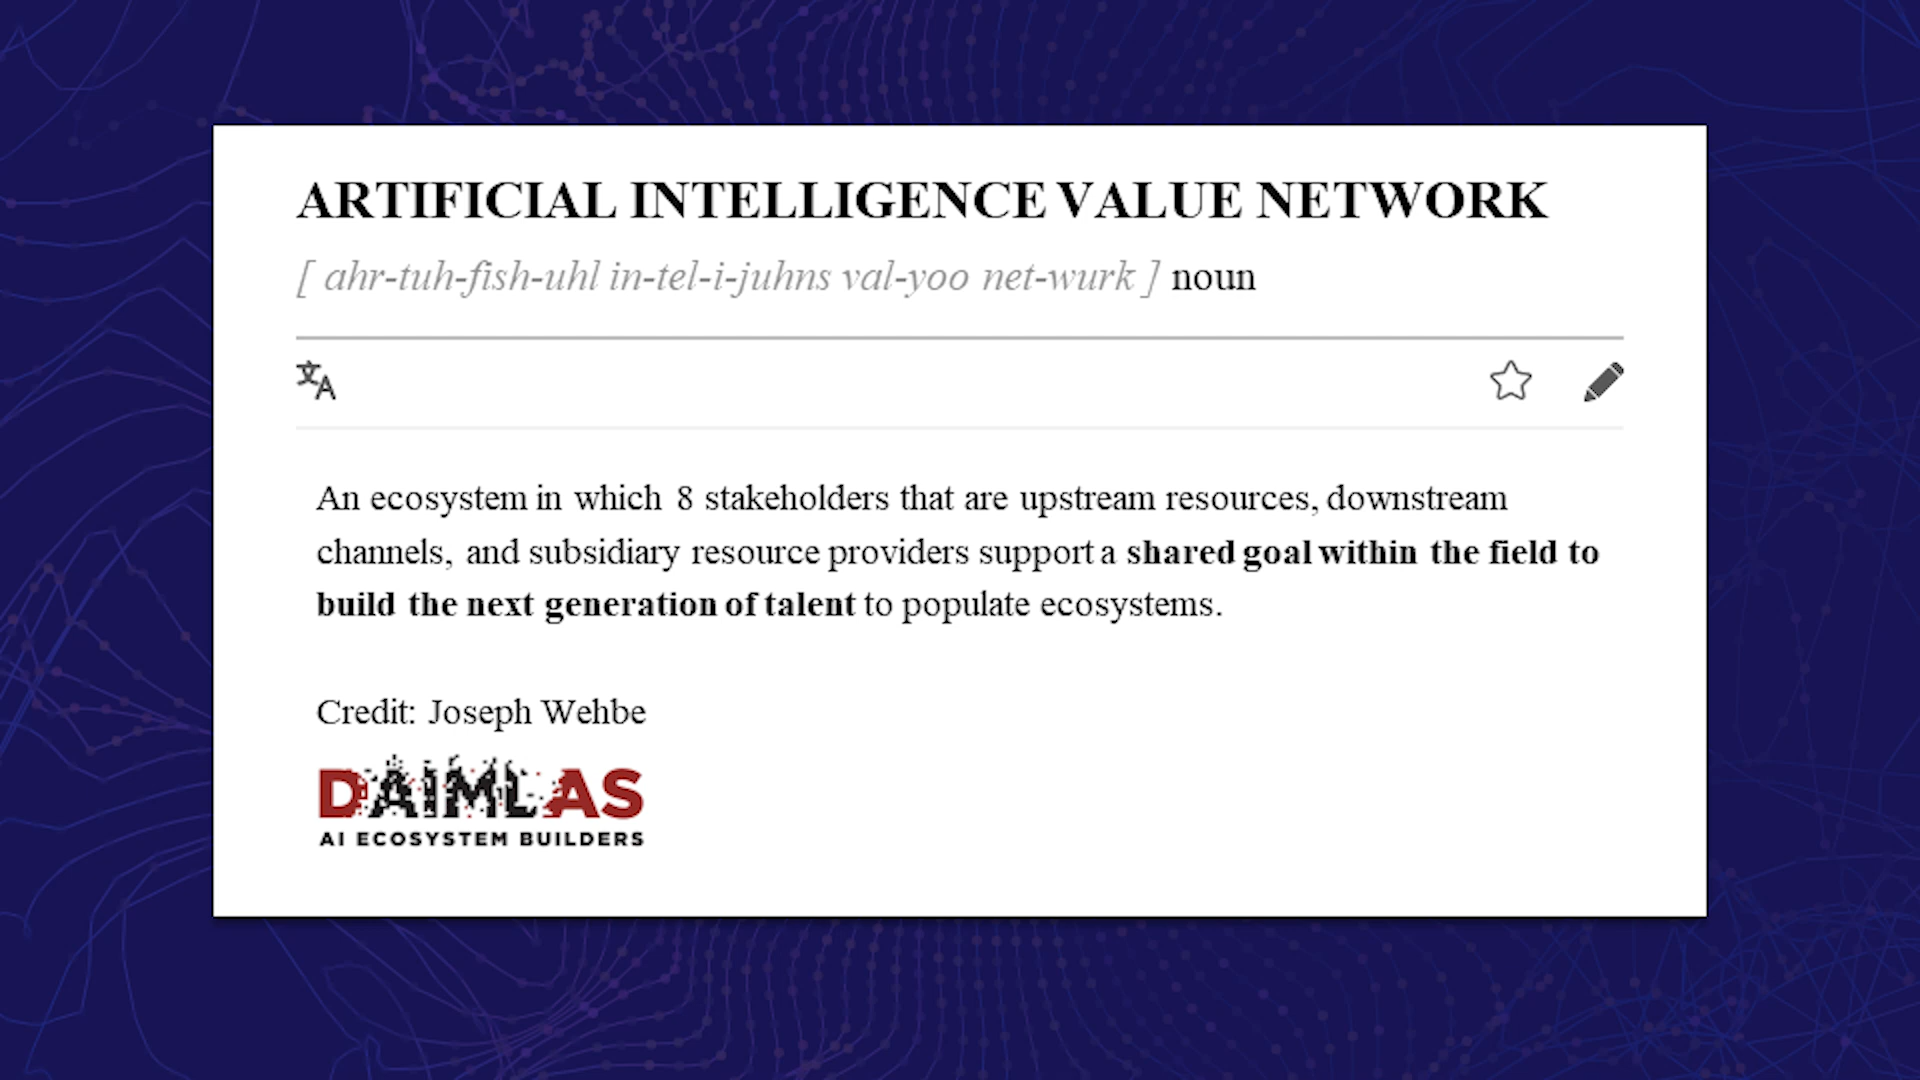 ARTIFICIAL INTELLIGENCE VALUE NETWORK
[ ahr-tuh-fish-uhl in-tel-i-juhns val-yoo net-wurk ] noun
文A
An ecosystem in which 8 stakeholders that are upstream resources, downstream
channels, and subsidiary resource providers support a shared goal within the field to
build the next generation of talent to populate ecosystems.
Credit: Joseph Wehbe
DAIMLAS
AI ECOSYSTEM BUILDERS